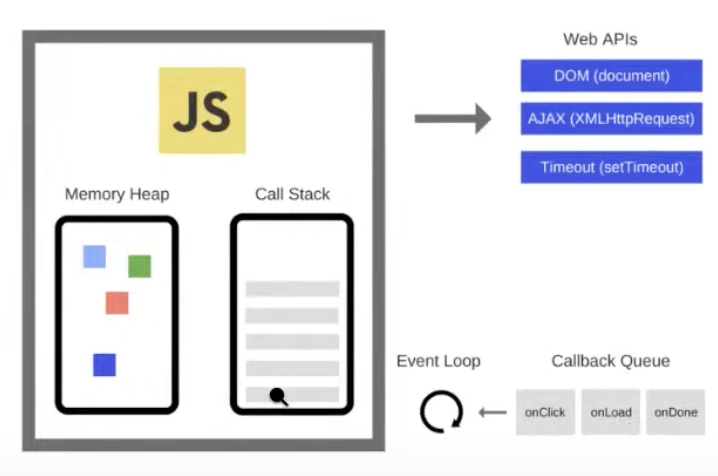 JS
Memory Heap
Call Stack
Web APIs
DOM (document)
AJAX (XMLHttpRequest)
Timeout (setTimeout)
Event Loop
Callback Queue
onClick
onLoad
onDone